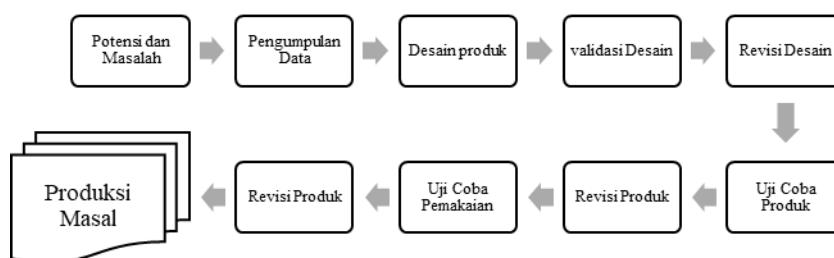 Potensi dan
Masalah
Pengumpulan
Data
Desain produk
validasi Desain
Revisi Desain
Uji Coba
Produk
Revisi Produk
Uji Coba
Pemakaian
Revisi Produk
Produksi
Masal